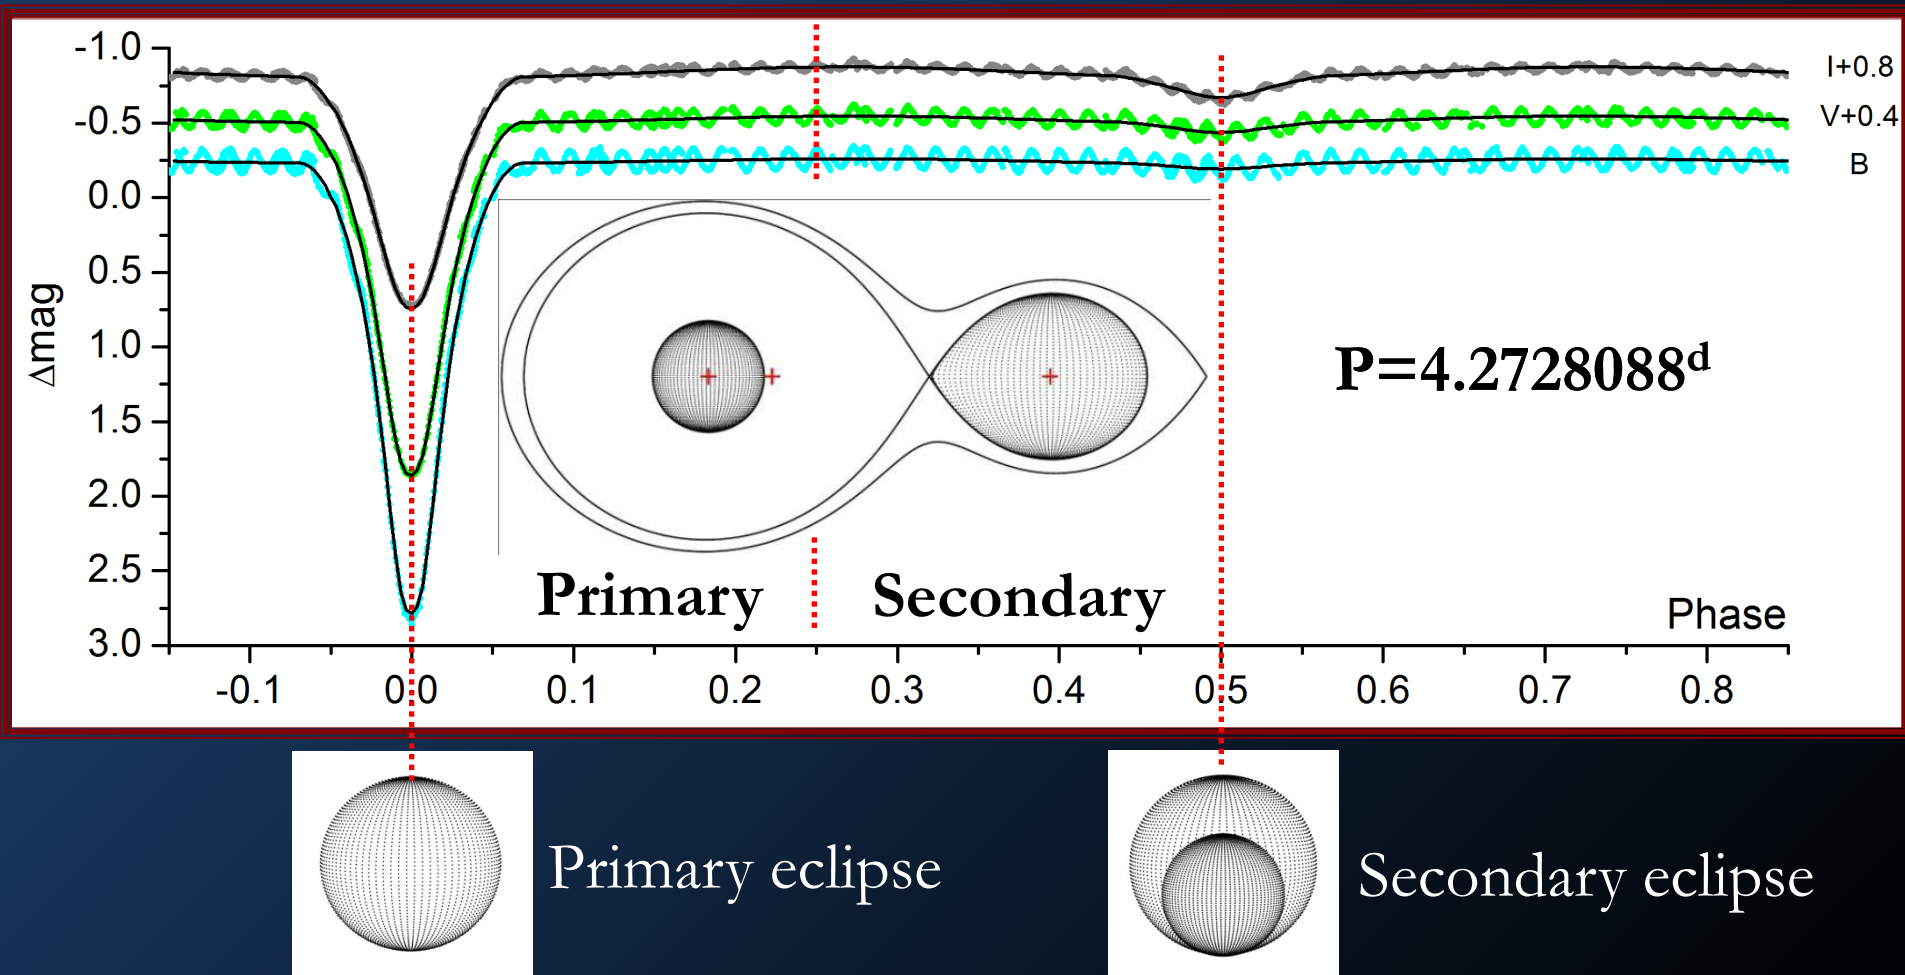 -1.0
-0.5
0.0
0.5
1.0
1.5
2.0
2.5
3.0
Δmag
I+0.8
V+0.4
B
P=4.2728088d
Primary
Secondary
Phase
-0.1
0.0
0.1
0.2
0.3
0.4
0.5
0.6
0.7
0.8
Primary eclipse
Secondary eclipse